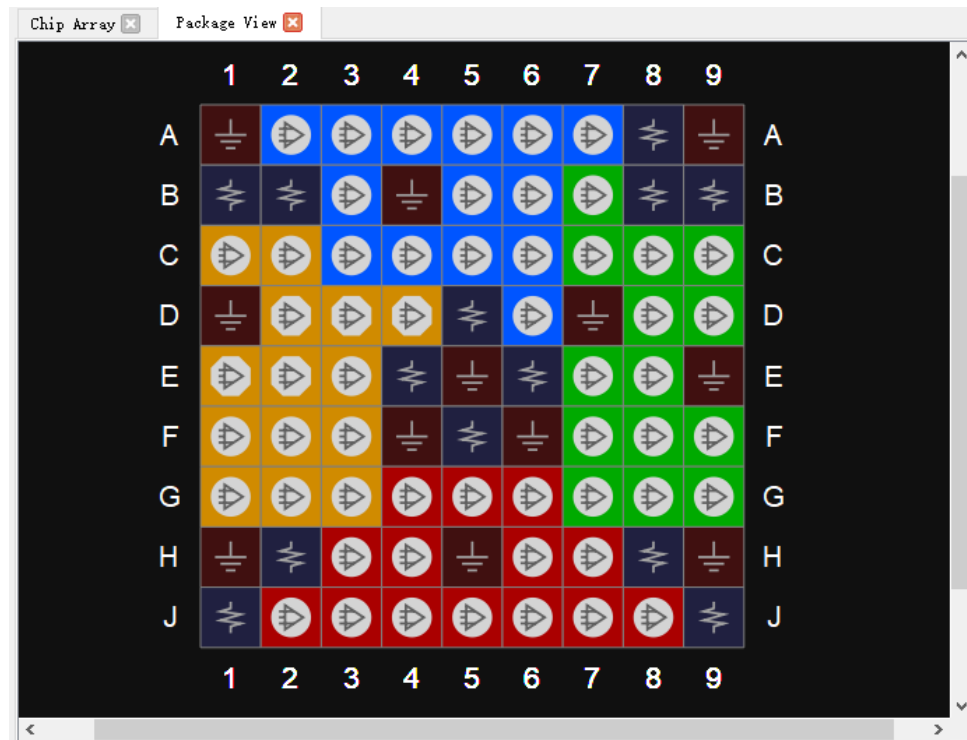 Chip Array Package View
1 2 3 4 5 6 7 8 9
A A
B B
C C
D D
E E
F F
G G
H H
J J
1 2 3 4 5 6 7 8 9